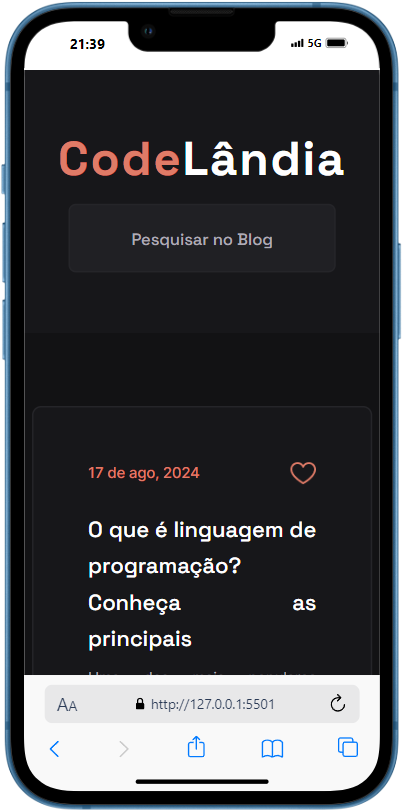 21:39
5G
CodeLândia
Pesquisar no Blog
17 de ago, 2024
O que é linguagem de
programação?
Conheça as
principais
AA http://127.0.0.1:5501